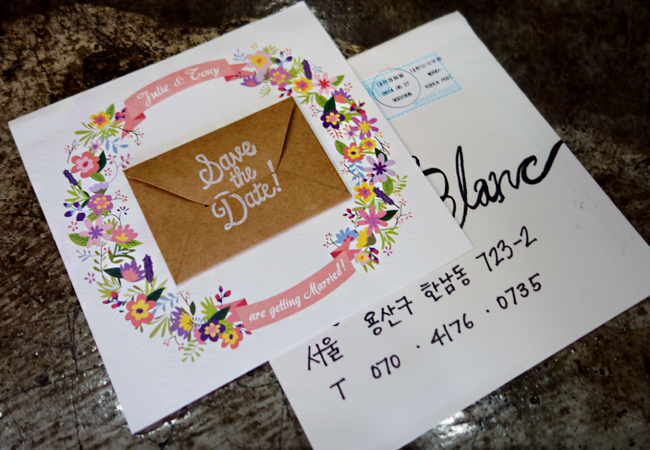 Julie & Tony
Save
the
Date!
are getting Married!
Blanc
서울 용산구 한남동 723-2
T 070 · 4176 · 0735